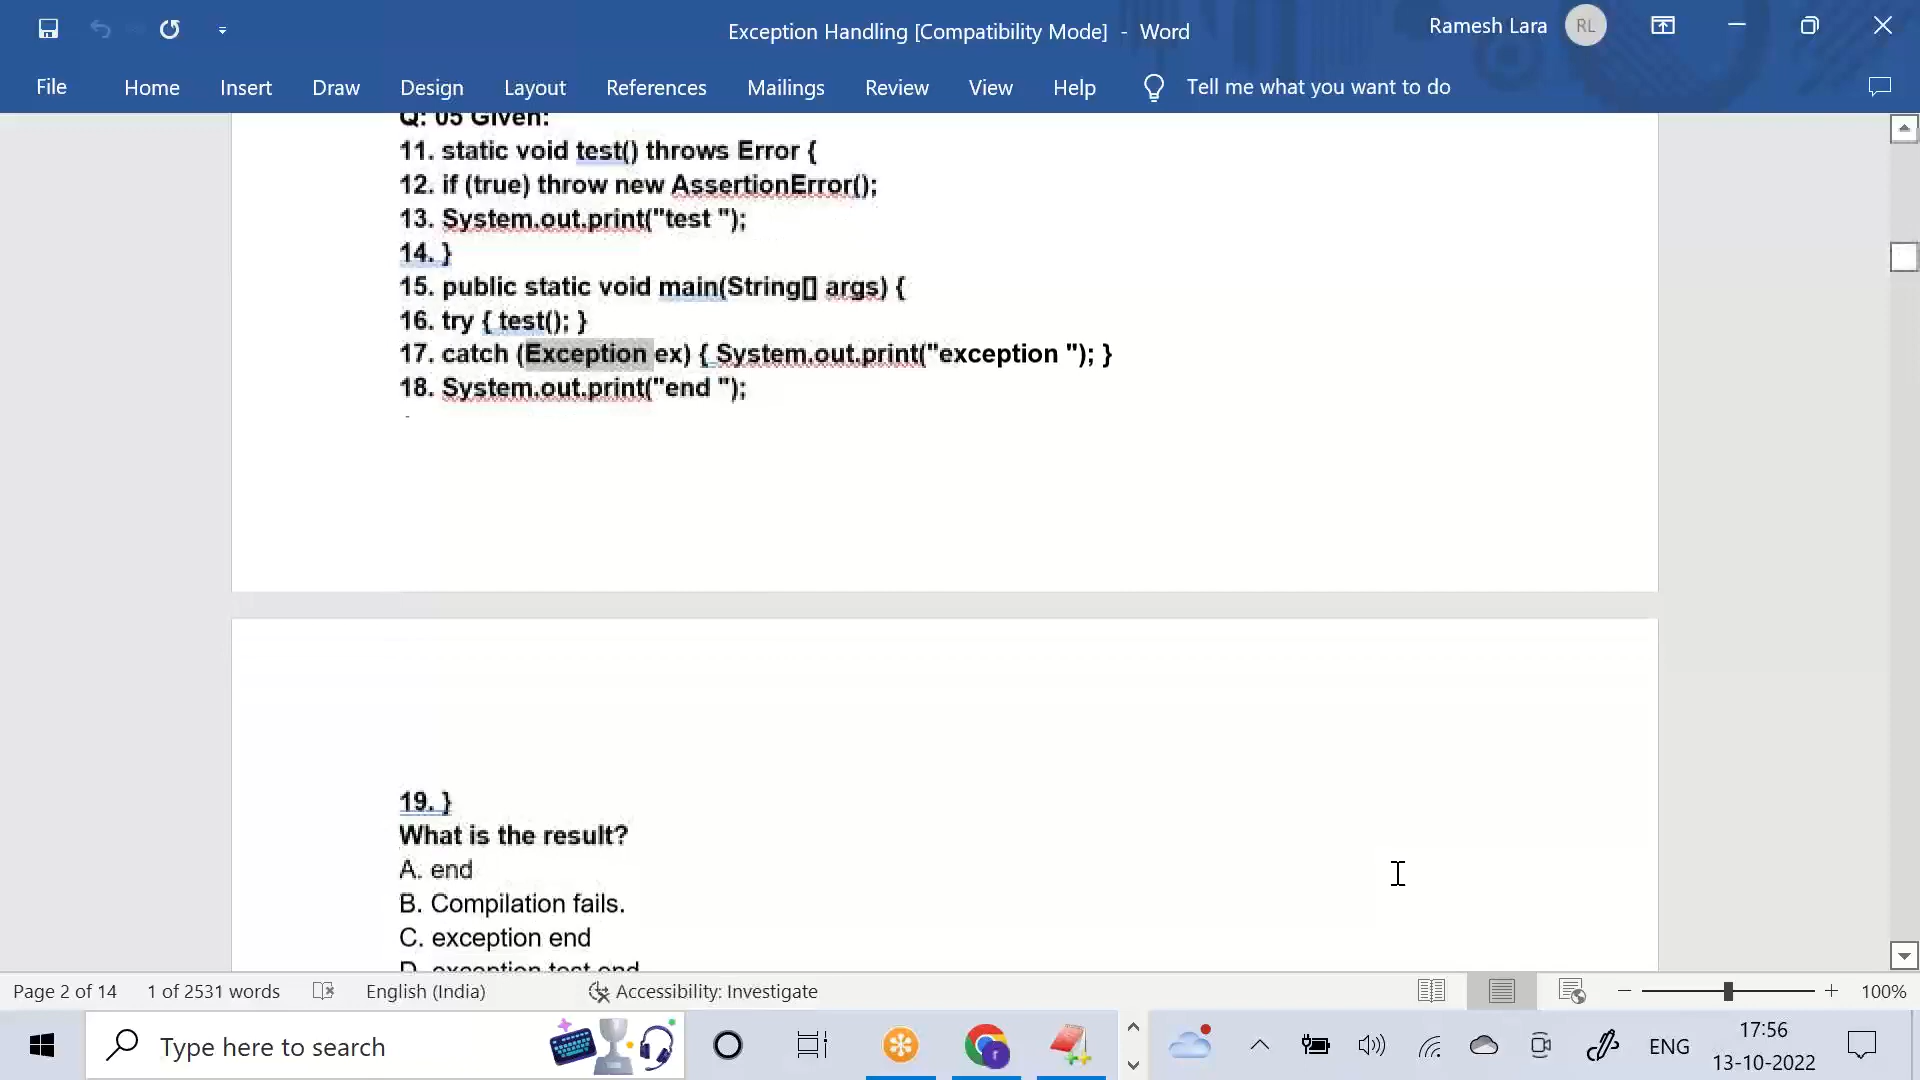 Exception Handling [Compatibility Mode] - Word
Ramesh Lara
RL
File
Home
Insert
Draw
Design
Layout
References
Mailings
Review
View
Help
Tell me what you want to do
Q: 05 Given:
11. static void test() throws Error {
12. if (true) throw new AssertionError();
13. System.out.print("test ");
14. }
15. public static void main(String[] args) {
16. try { test(); }
17. catch (Exception ex) { System.out.print("exception "); }
18. System.out.print("end ");
19. }
What is the result?
A. end
B. Compilation fails.
C. exception end
D. exception test end
Page 2 of 14
1 of 2531 words
English (India)
Accessibility: Investigate
100%
Type here to search
r
ENG
17:56
13-10-2022